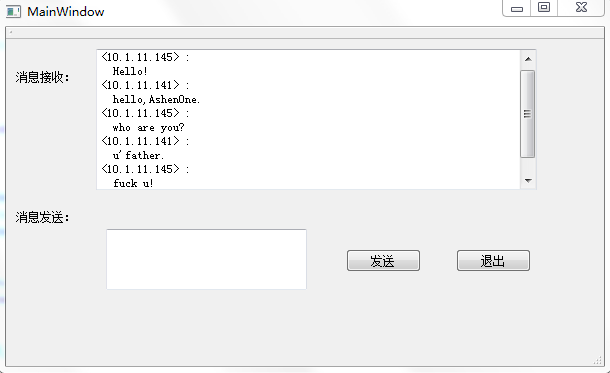 MainWindow
消息接收：
<10.1.11.145> :
Hello!
<10.1.11.141> :
hello,AshenOne.
<10.1.11.145> :
who are you?
<10.1.11.141> :
u'father.
<10.1.11.145> :
fuck u!
消息发送：
发送
退出